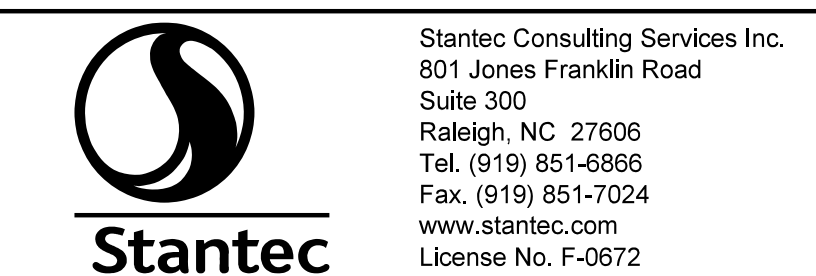 Stantec
Stantec Consulting Services Inc.
801 Jones Franklin Road
Suite 300
Raleigh, NC  27606
Tel. (919) 851-6866
Fax. (919) 851-7024
www.stantec.com
License No. F-0672